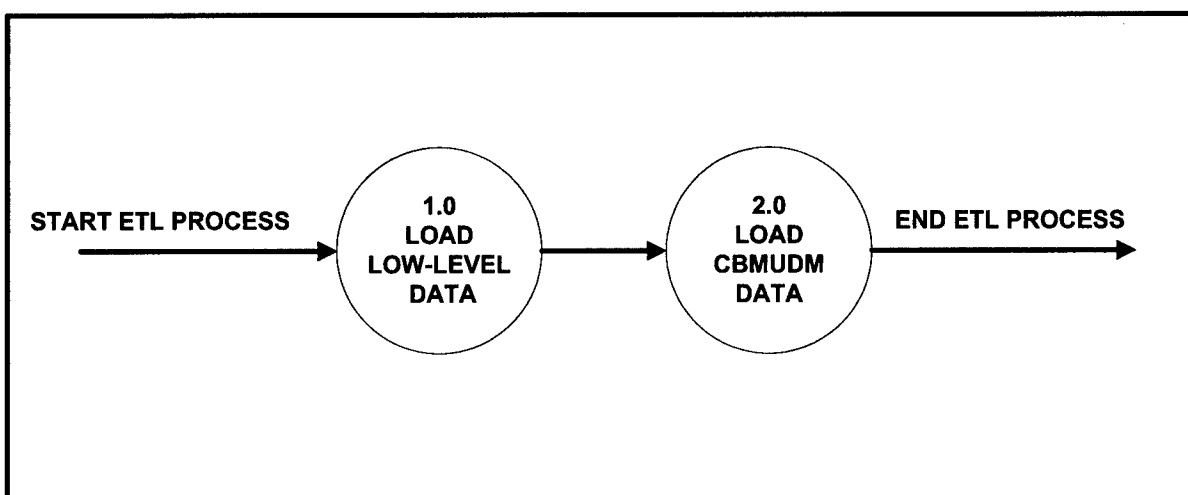 START ETL PROCESS
1.0
LOAD
LOW-LEVEL
DATA
2.0
LOAD
CBMUDM
DATA
END ETL PROCESS